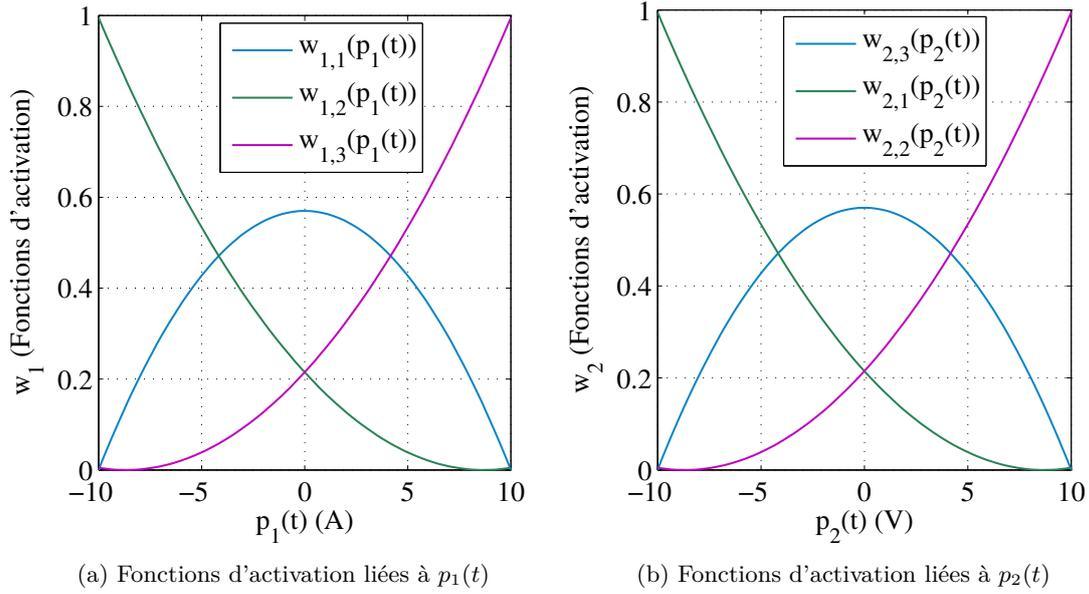 1
0.8
0.6
0.4
0.2
0
w1 (Fonctions d'activation)
w1,1(p1(t))
w1,2(p1(t))
w1,3(p1(t))
−10
−5
0
5
10
p1(t) (A)
(a) Fonctions d'activation liées à p1(t)
1
0.8
0.6
0.4
0.2
0
w2 (Fonctions d'activation)
w2,3(p2(t))
w2,1(p2(t))
w2,2(p2(t))
−10
−5
0
5
10
p2(t) (V)
(b) Fonctions d'activation liées à p2(t)